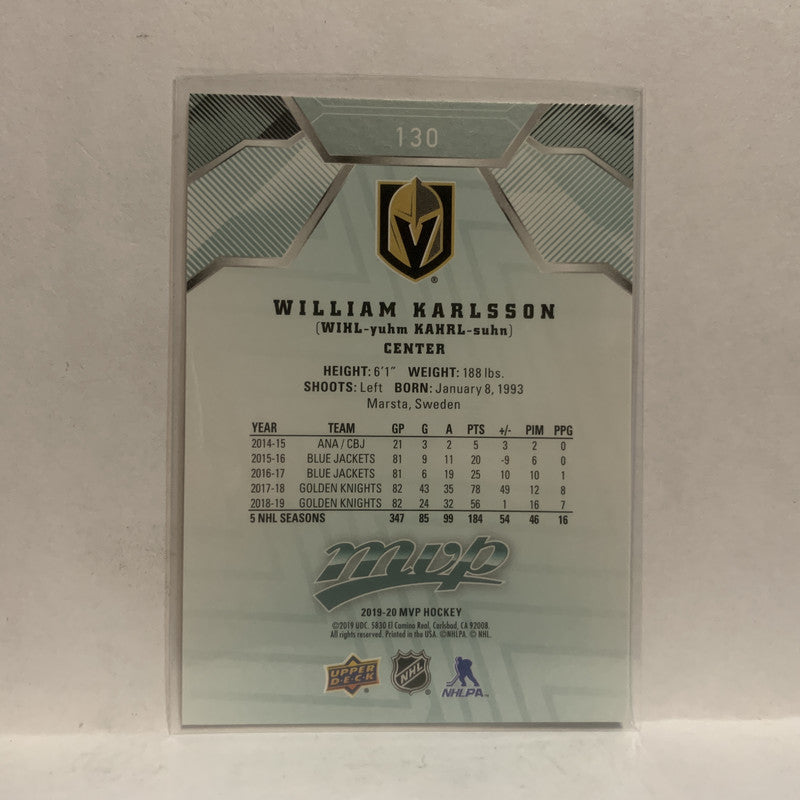 130
WILLIAM KARLSSON
(WIHL-yuhm KAHRL-suhn)
CENTER
HEIGHT: 6'1" WEIGHT: 188 lbs.
SHOOTS: Left BORN: January 8, 1993
Marsta, Sweden
YEAR TEAM GP G A PTS +/- PIM PPG
2014-15 ANA / CBJ 21 3 2 5 3 2 0
2015-16 BLUE JACKETS 81 9 11 20 -9 6 0
2016-17 BLUE JACKETS 81 6 19 25 10 10 1
2017-18 GOLDEN KNIGHTS 82 43 35 78 49 12 8
2018-19 GOLDEN KNIGHTS 82 24 32 56 1 16 7
5 NHL SEASONS 347 85 99 184 54 46 16
mvp
2019-20 MVP HOCKEY
©2019 UDC. 5830 El Camino Real, Carlsbad, CA 92008.
All rights reserved. Printed in the USA. ©NHLPA. © NHL.
UPPER DECK NHL NHLPA